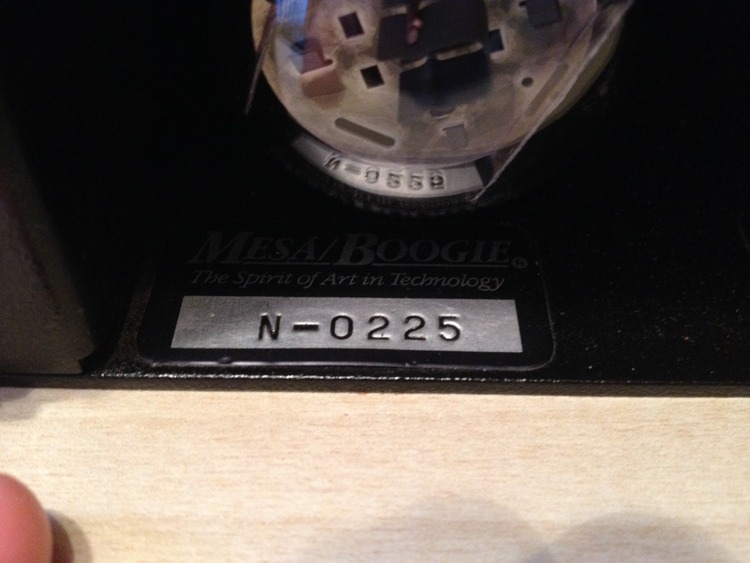 MESA/BOOGIE®
The Spirit of Art in Technology
N-0225